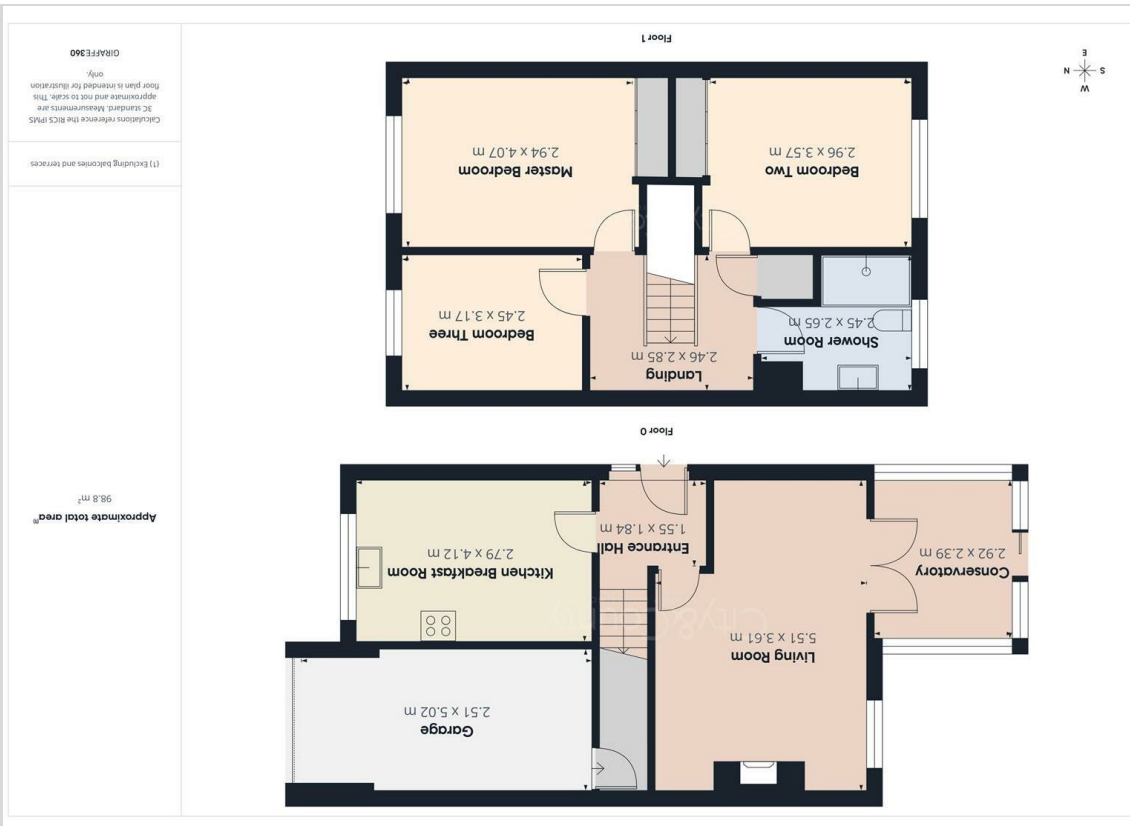 Garage
2.51 x 5.02 m
Living Room
5.51 x 3.61 m
City&County
Conservatory
2.92 x 2.39 m
Kitchen Breakfast Room
2.79 x 4.12 m
Entrance Hall
1.55 x 1.84 m
Floor 0
Landing
2.46 x 2.85 m
Shower Room
2.45 x 2.65 m
Bedroom Three
2.45 x 3.17 m
Bedroom Two
2.96 x 3.57 m
Master Bedroom
2.94 x 4.07 m
Floor 1
W
S N
E
Approximate total area(1)
98.8 m²
(1) Excluding balconies and terraces
Calculations reference the RICS IPMS
3C standard. Measurements are
approximate and not to scale. This
floor plan is intended for illustration
only.
GIRAFFE360